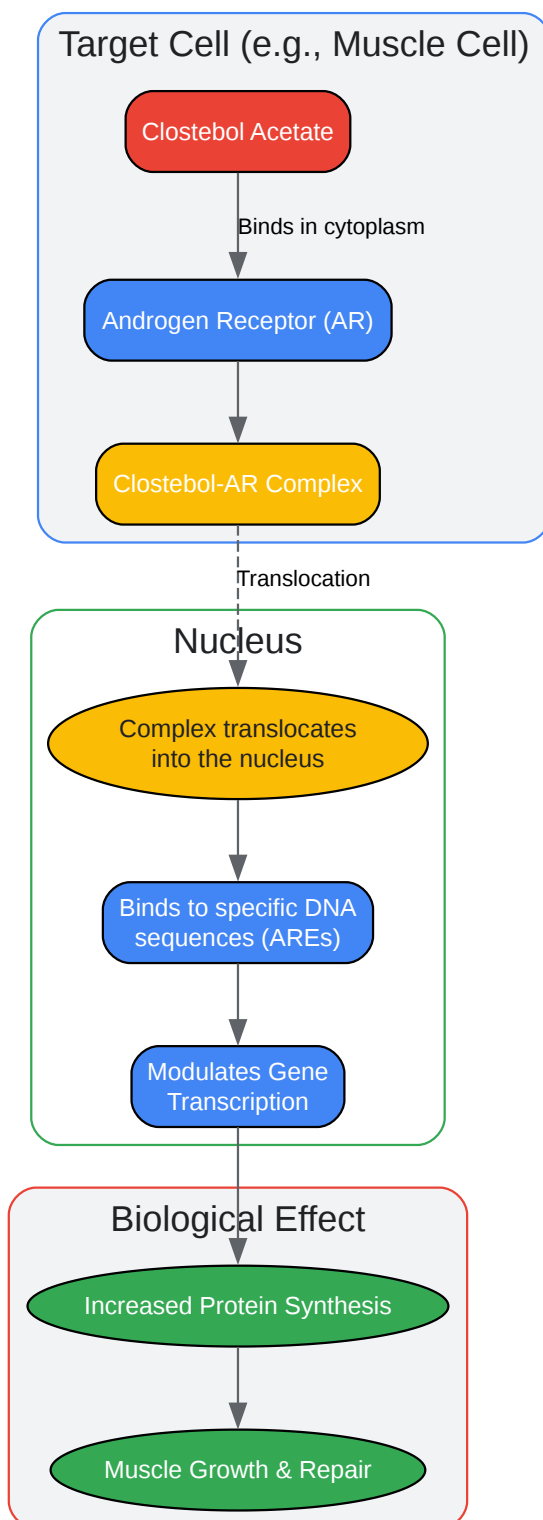 Target Cell (e.g., Muscle Cell)
Clostebol Acetate
Binds in cytoplasm
Androgen Receptor (AR)
Clostebol-AR Complex
Translocation
Nucleus
Complex translocates
into the nucleus
Binds to specific DNA
sequences (AREs)
Modulates Gene
Transcription
Biological Effect
Increased Protein Synthesis
Muscle Growth & Repair